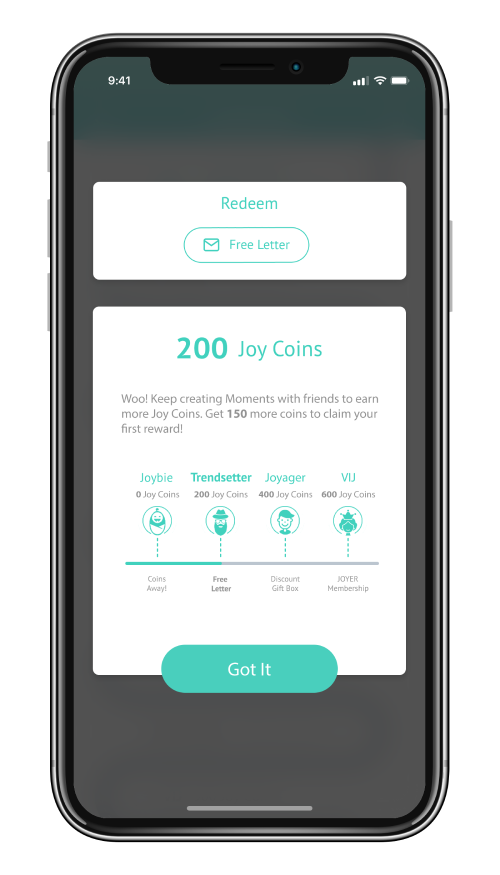 9:41
Redeem
Free Letter
200 Joy Coins
Woo! Keep creating Moments with friends to earn
more Joy Coins. Get 150 more coins to claim your
first reward!
Joybie Trendsetter Joyager VIJ
0 Joy Coins 200 Joy Coins 400 Joy Coins 600 Joy Coins
Coins Free Discount JOYER
Away! Letter Gift Box Membership
Got It